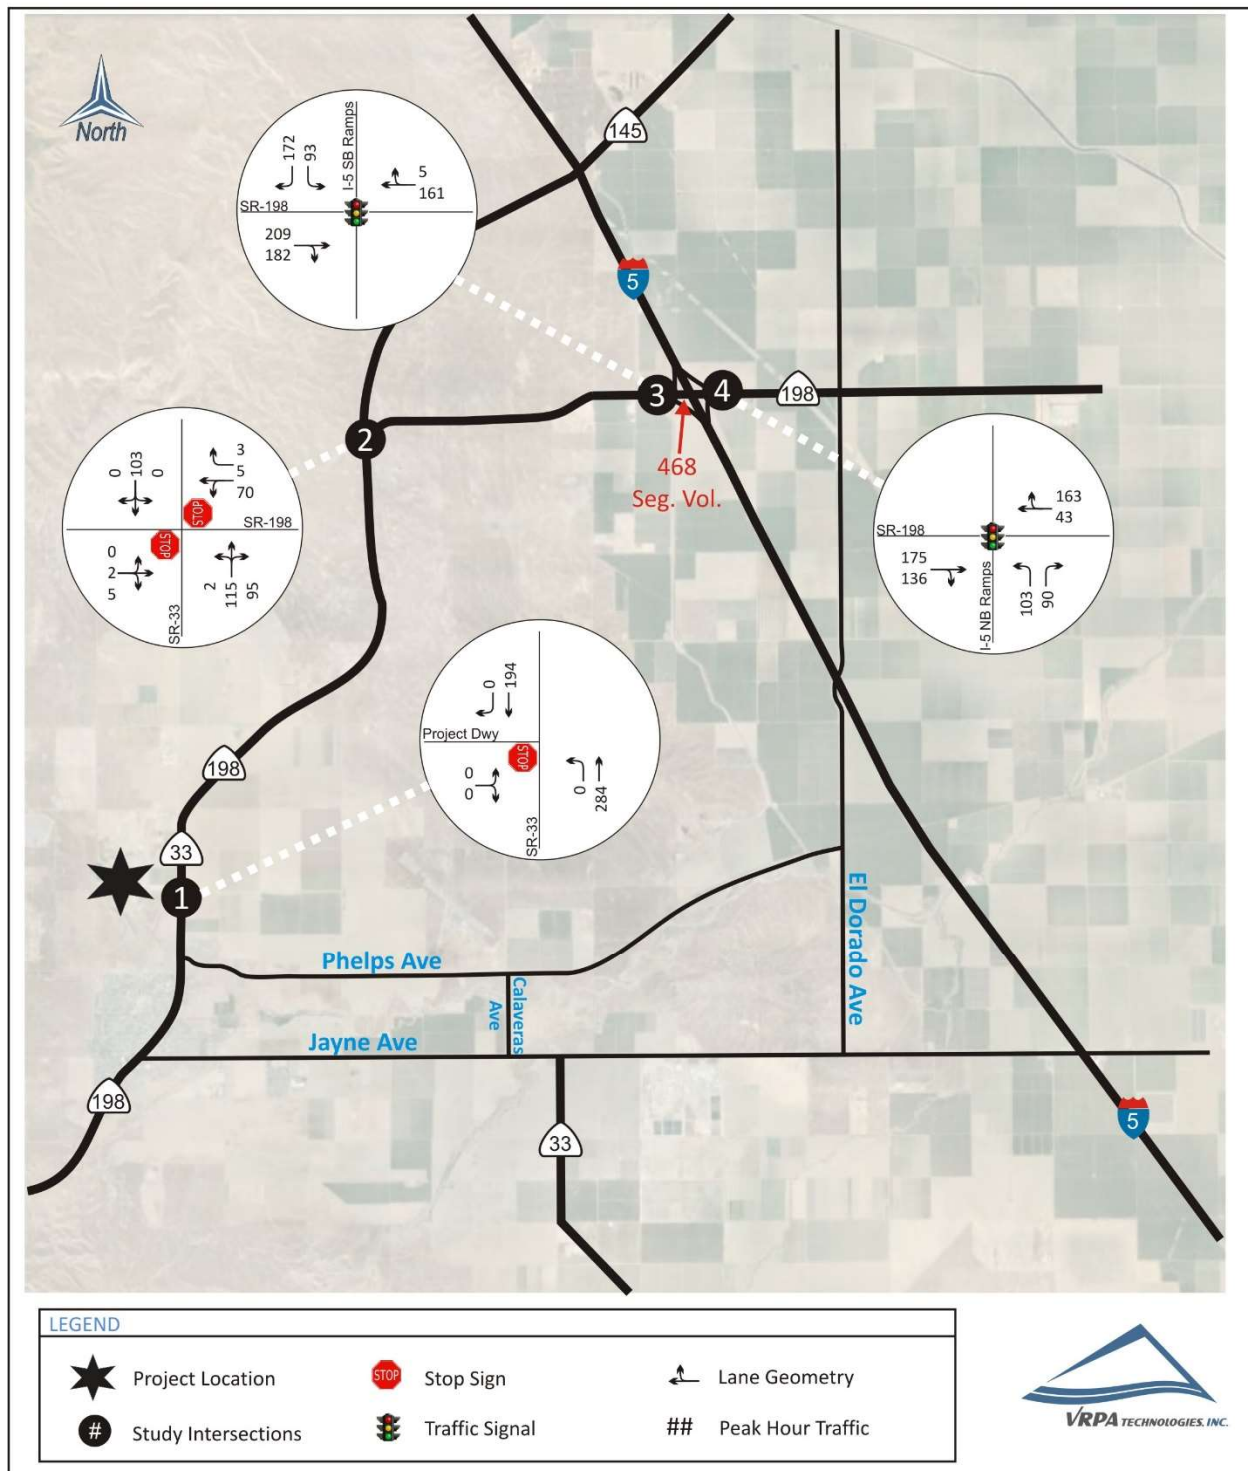 North
145
172
93
I-5 SB Ramps
5
161
SR-198
209
182
5
3
4
198
2
468
Seg. Vol.
0
103
0
3
5
70
STOP
SR-198
STOP
0
2
5
2
115
95
SR-33
163
43
SR-198
175
136
I-5 NB Ramps
103
90
0
194
Project Dwy
STOP
0
0
0
284
SR-33
198
33
1
Phelps Ave
El Dorado Ave
Calaveras
Ave
Jayne Ave
198
33
5
LEGEND
Project Location
STOP
Stop Sign
Lane Geometry
#
Study Intersections
Traffic Signal
##
Peak Hour Traffic
VRPA TECHNOLOGIES, INC.